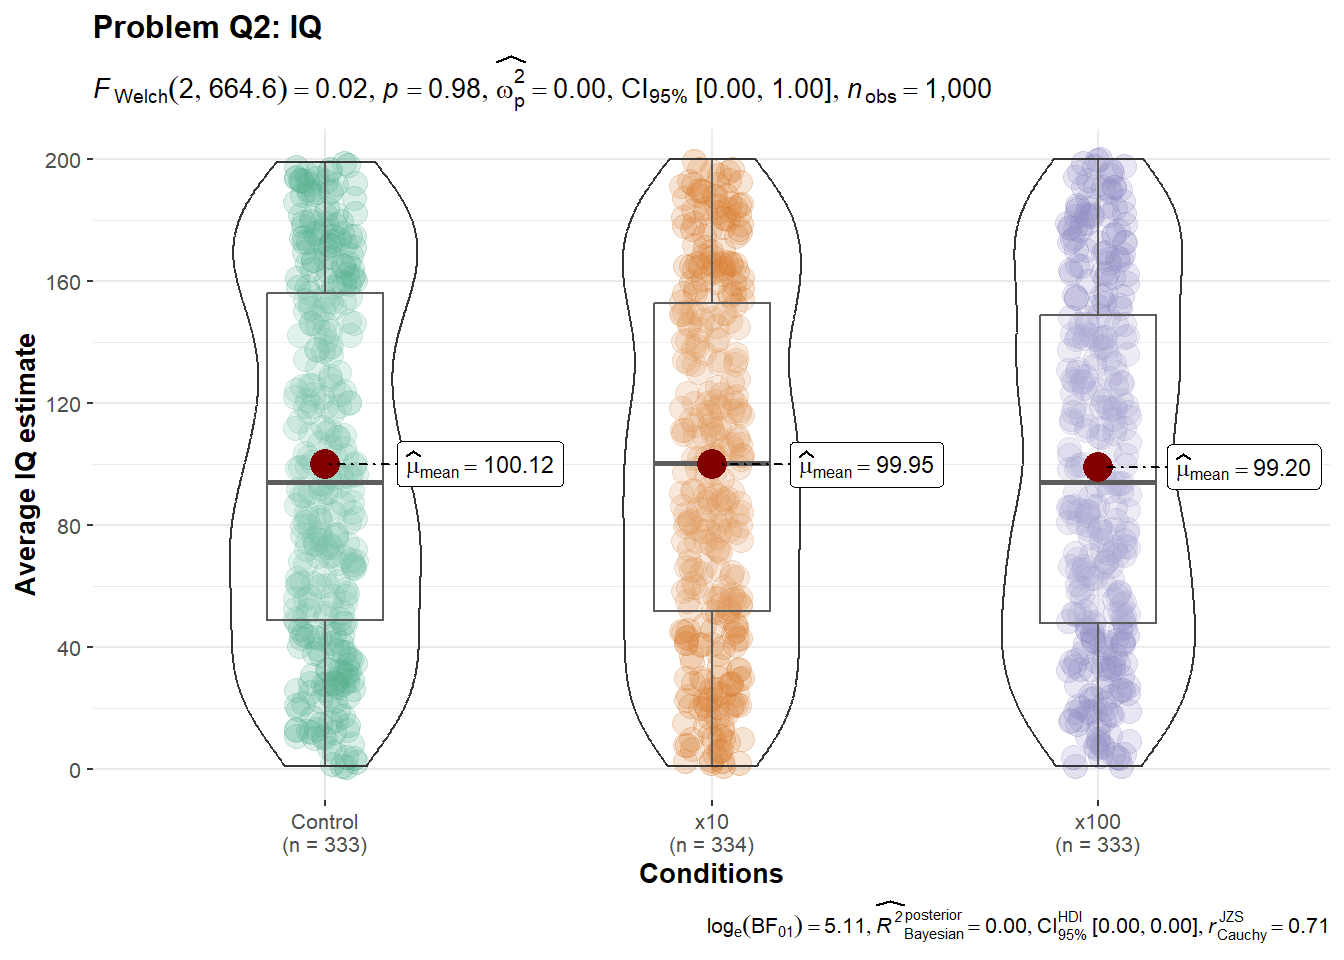 Problem Q2: IQ
F Welch(2, 664.6) = 0.02, p = 0.98, ω̂²p = 0.00, CI95% [0.00, 1.00], nobs = 1,000
200
160
120
80
40
0
Average IQ estimate
μ̂mean = 100.12
μ̂mean = 99.95
μ̂mean = 99.20
Control
(n = 333)
x10
(n = 334)
x100
(n = 333)
Conditions
loge(BF01) = 5.11, R̂² posterior Bayesian = 0.00, CI HDI 95% [0.00, 0.00], r JZS Cauchy = 0.71